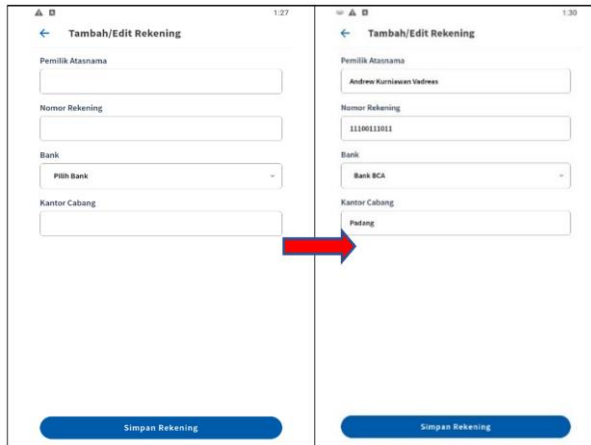 1:27
Tambah/Edit Rekening
Pemilik Atasnama
Nomor Rekening
Bank
Pilih Bank
Kantor Cabang
Simpan Rekening
1:30
Tambah/Edit Rekening
Pemilik Atasnama
Andrew Kurniawan Vadreas
Nomor Rekening
11100111011
Bank
Bank BCA
Kantor Cabang
Padang
Simpan Rekening